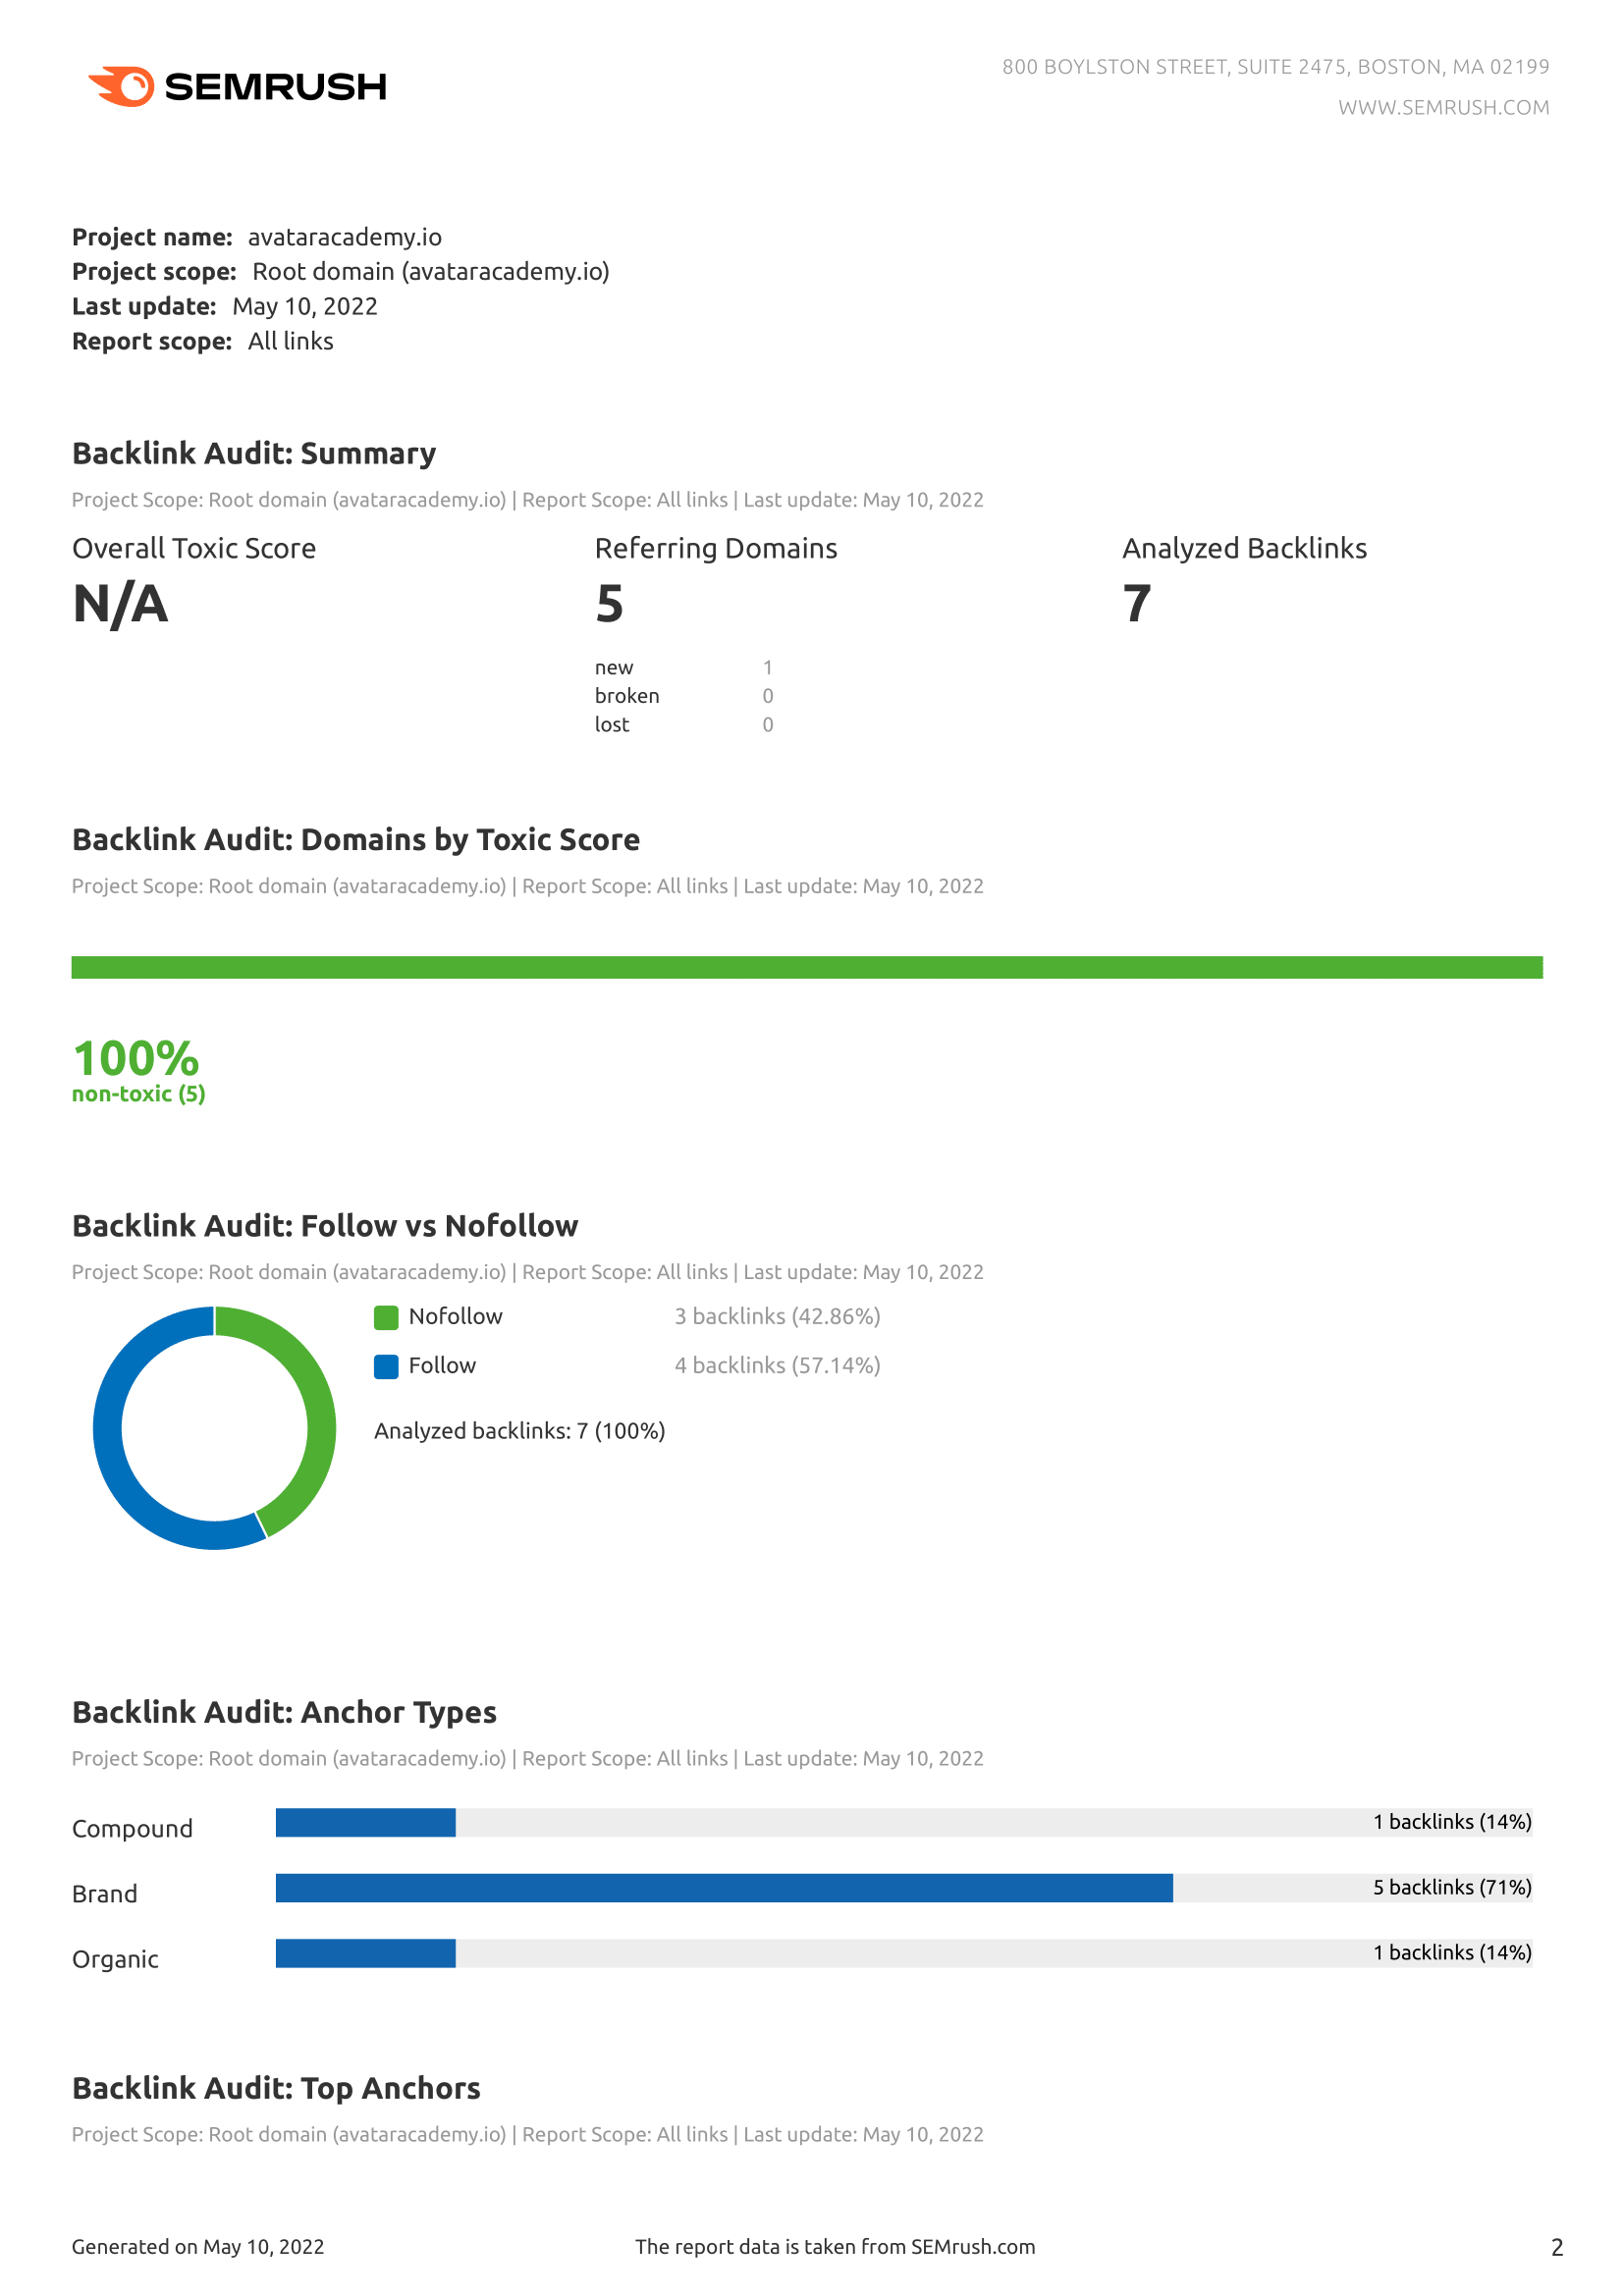 SEMRUSH
800 BOYLSTON STREET, SUITE 2475, BOSTON, MA 02199
WWW.SEMRUSH.COM
Project name: avataracademy.io
Project scope: Root domain (avataracademy.io)
Last update: May 10, 2022
Report scope: All links
Backlink Audit: Summary
Project Scope: Root domain (avataracademy.io) | Report Scope: All links | Last update: May 10, 2022
Overall Toxic Score
N/A
Referring Domains
5
new 1
broken 0
lost 0
Analyzed Backlinks
7
Backlink Audit: Domains by Toxic Score
Project Scope: Root domain (avataracademy.io) | Report Scope: All links | Last update: May 10, 2022
100%
non-toxic (5)
Backlink Audit: Follow vs Nofollow
Project Scope: Root domain (avataracademy.io) | Report Scope: All links | Last update: May 10, 2022
Nofollow 3 backlinks (42.86%)
Follow 4 backlinks (57.14%)
Analyzed backlinks: 7 (100%)
Backlink Audit: Anchor Types
Project Scope: Root domain (avataracademy.io) | Report Scope: All links | Last update: May 10, 2022
Compound 1 backlinks (14%)
Brand 5 backlinks (71%)
Organic 1 backlinks (14%)
Backlink Audit: Top Anchors
Project Scope: Root domain (avataracademy.io) | Report Scope: All links | Last update: May 10, 2022
Generated on May 10, 2022 The report data is taken from SEMrush.com 2